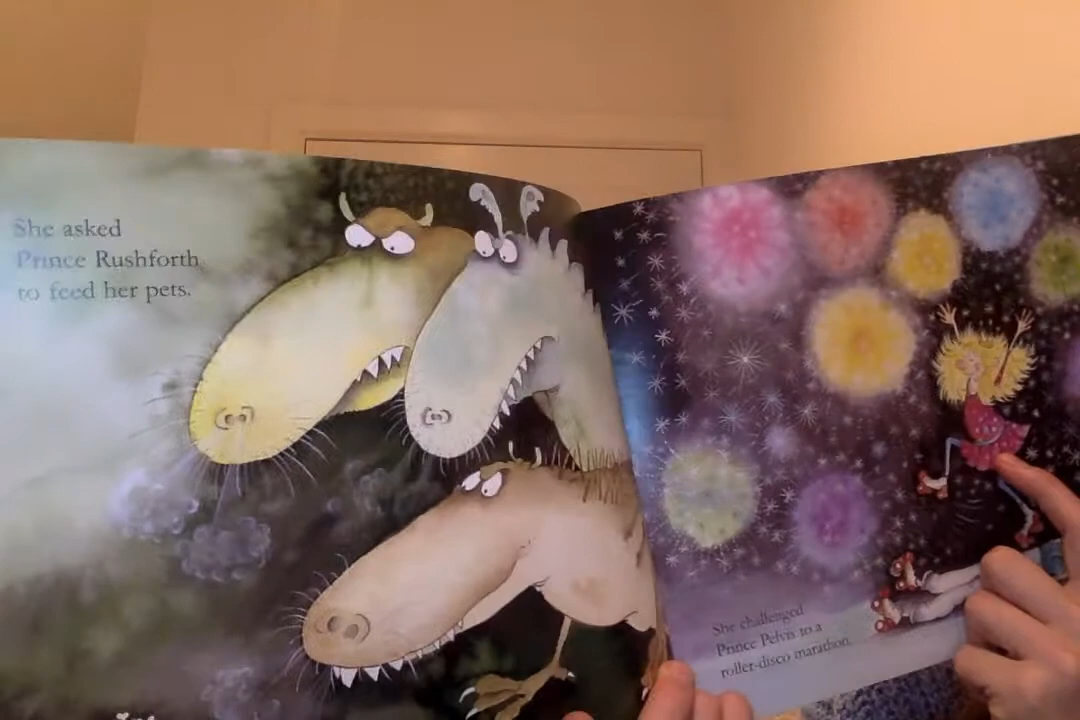 She asked
Prince Rushforth
to feed her pets.
She challenged
Prince Pelvis to a
roller-disco marathon.